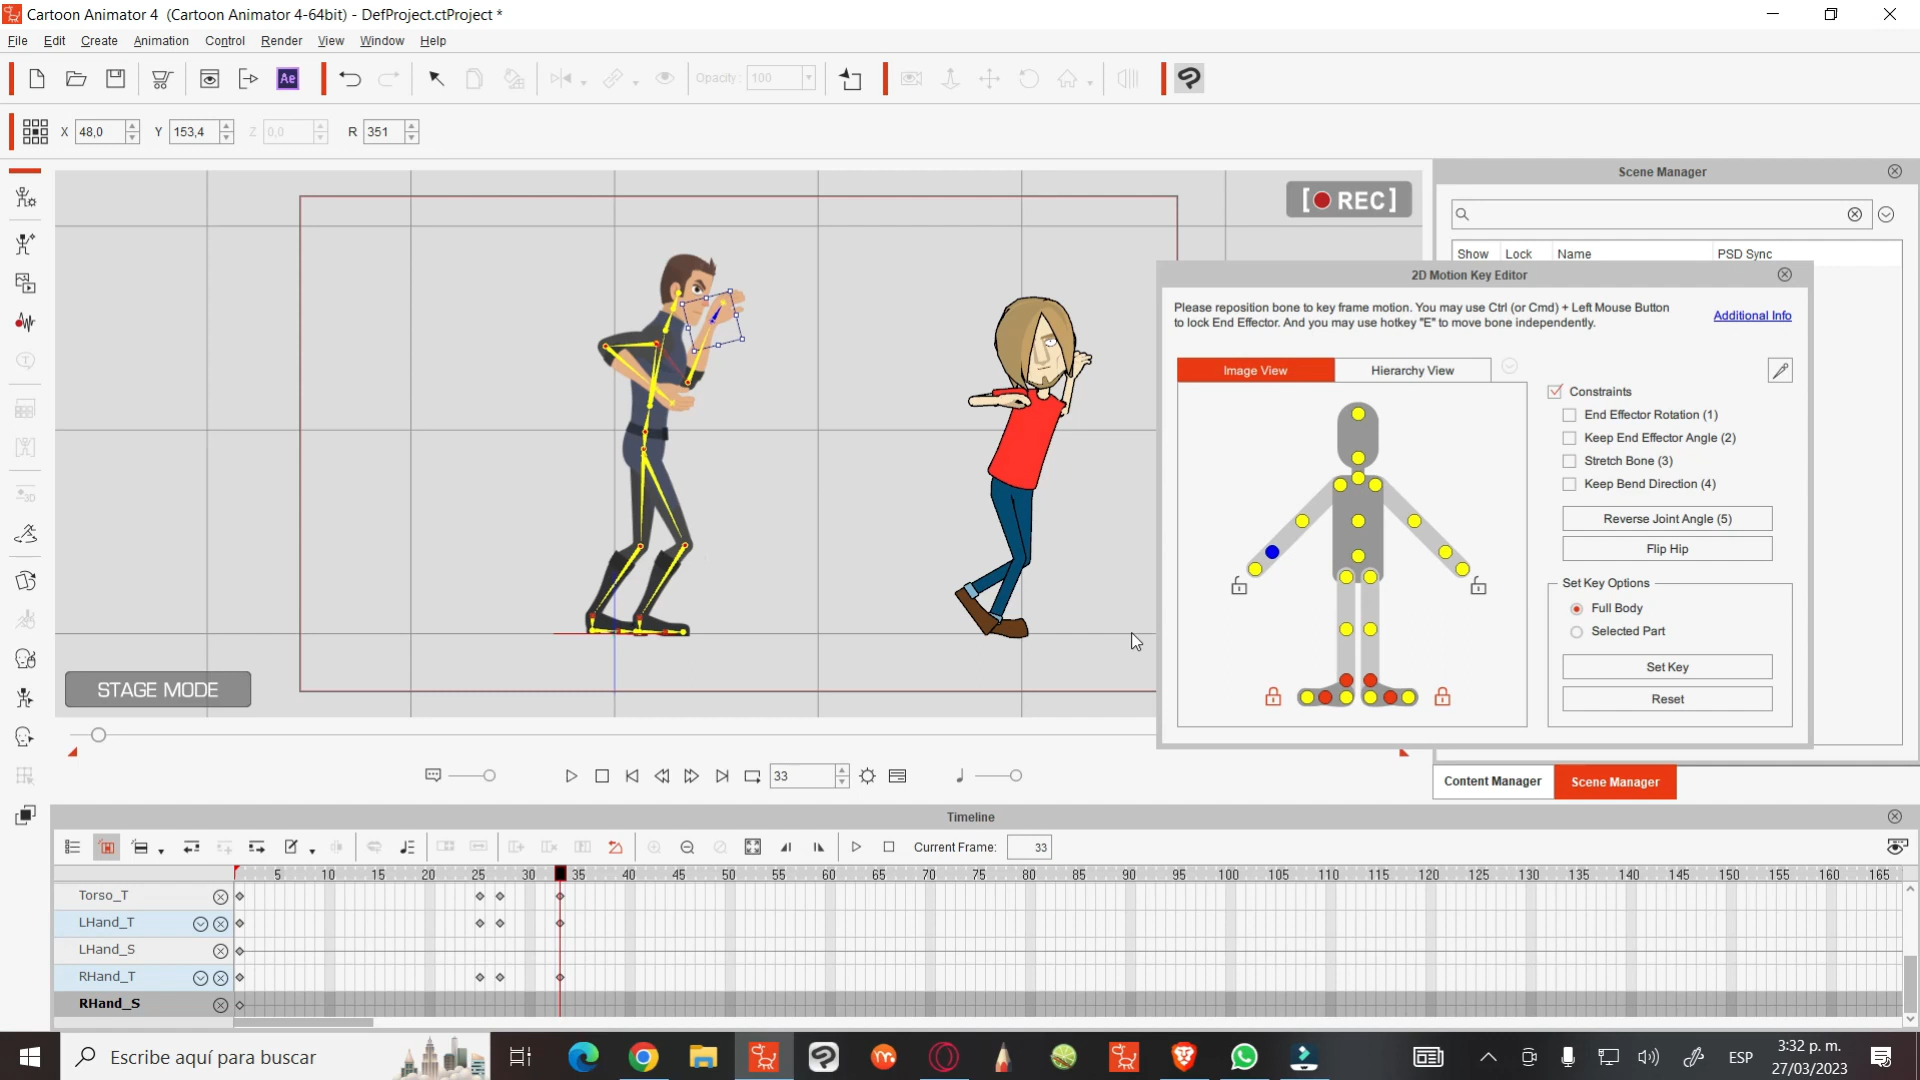 Cartoon Animator 4 (Cartoon Animator 4-64bit) - DefProject.ctProject *
File Edit Create Animation Control Render View Window Help
Ae Opacity: 100
X 48,0 Y 153,4 Z 0,0 R 351
Scene Manager
[ REC ]
Show Lock Name PSD Sync
2D Motion Key Editor
Please reposition bone to key frame motion. You may use Ctrl (or Cmd) + Left Mouse Button
to lock End Effector. And you may use hotkey "E" to move bone independently.
Additional Info
Image View Hierarchy View
Constraints
End Effector Rotation (1)
Keep End Effector Angle (2)
Stretch Bone (3)
Keep Bend Direction (4)
Reverse Joint Angle (5)
Flip Hip
Set Key Options
Full Body
Selected Part
Set Key
Reset
STAGE MODE
33
Content Manager Scene Manager
Timeline
Current Frame: 33
5 10 15 20 25 30 35 40 45 50 55 60 65 70 75 80 85 90 95 100 105 110 115 120 125 130 135 140 145 150 155 160 165
Torso_T
LHand_T
LHand_S
RHand_T
RHand_S
Escribe aquí para buscar
ESP
3:32 p. m.
27/03/2023